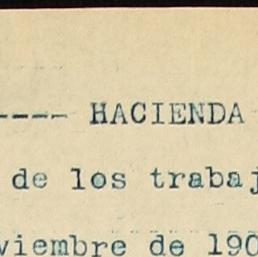 ---- HACIENDA
de los trabaj
viembre de 190